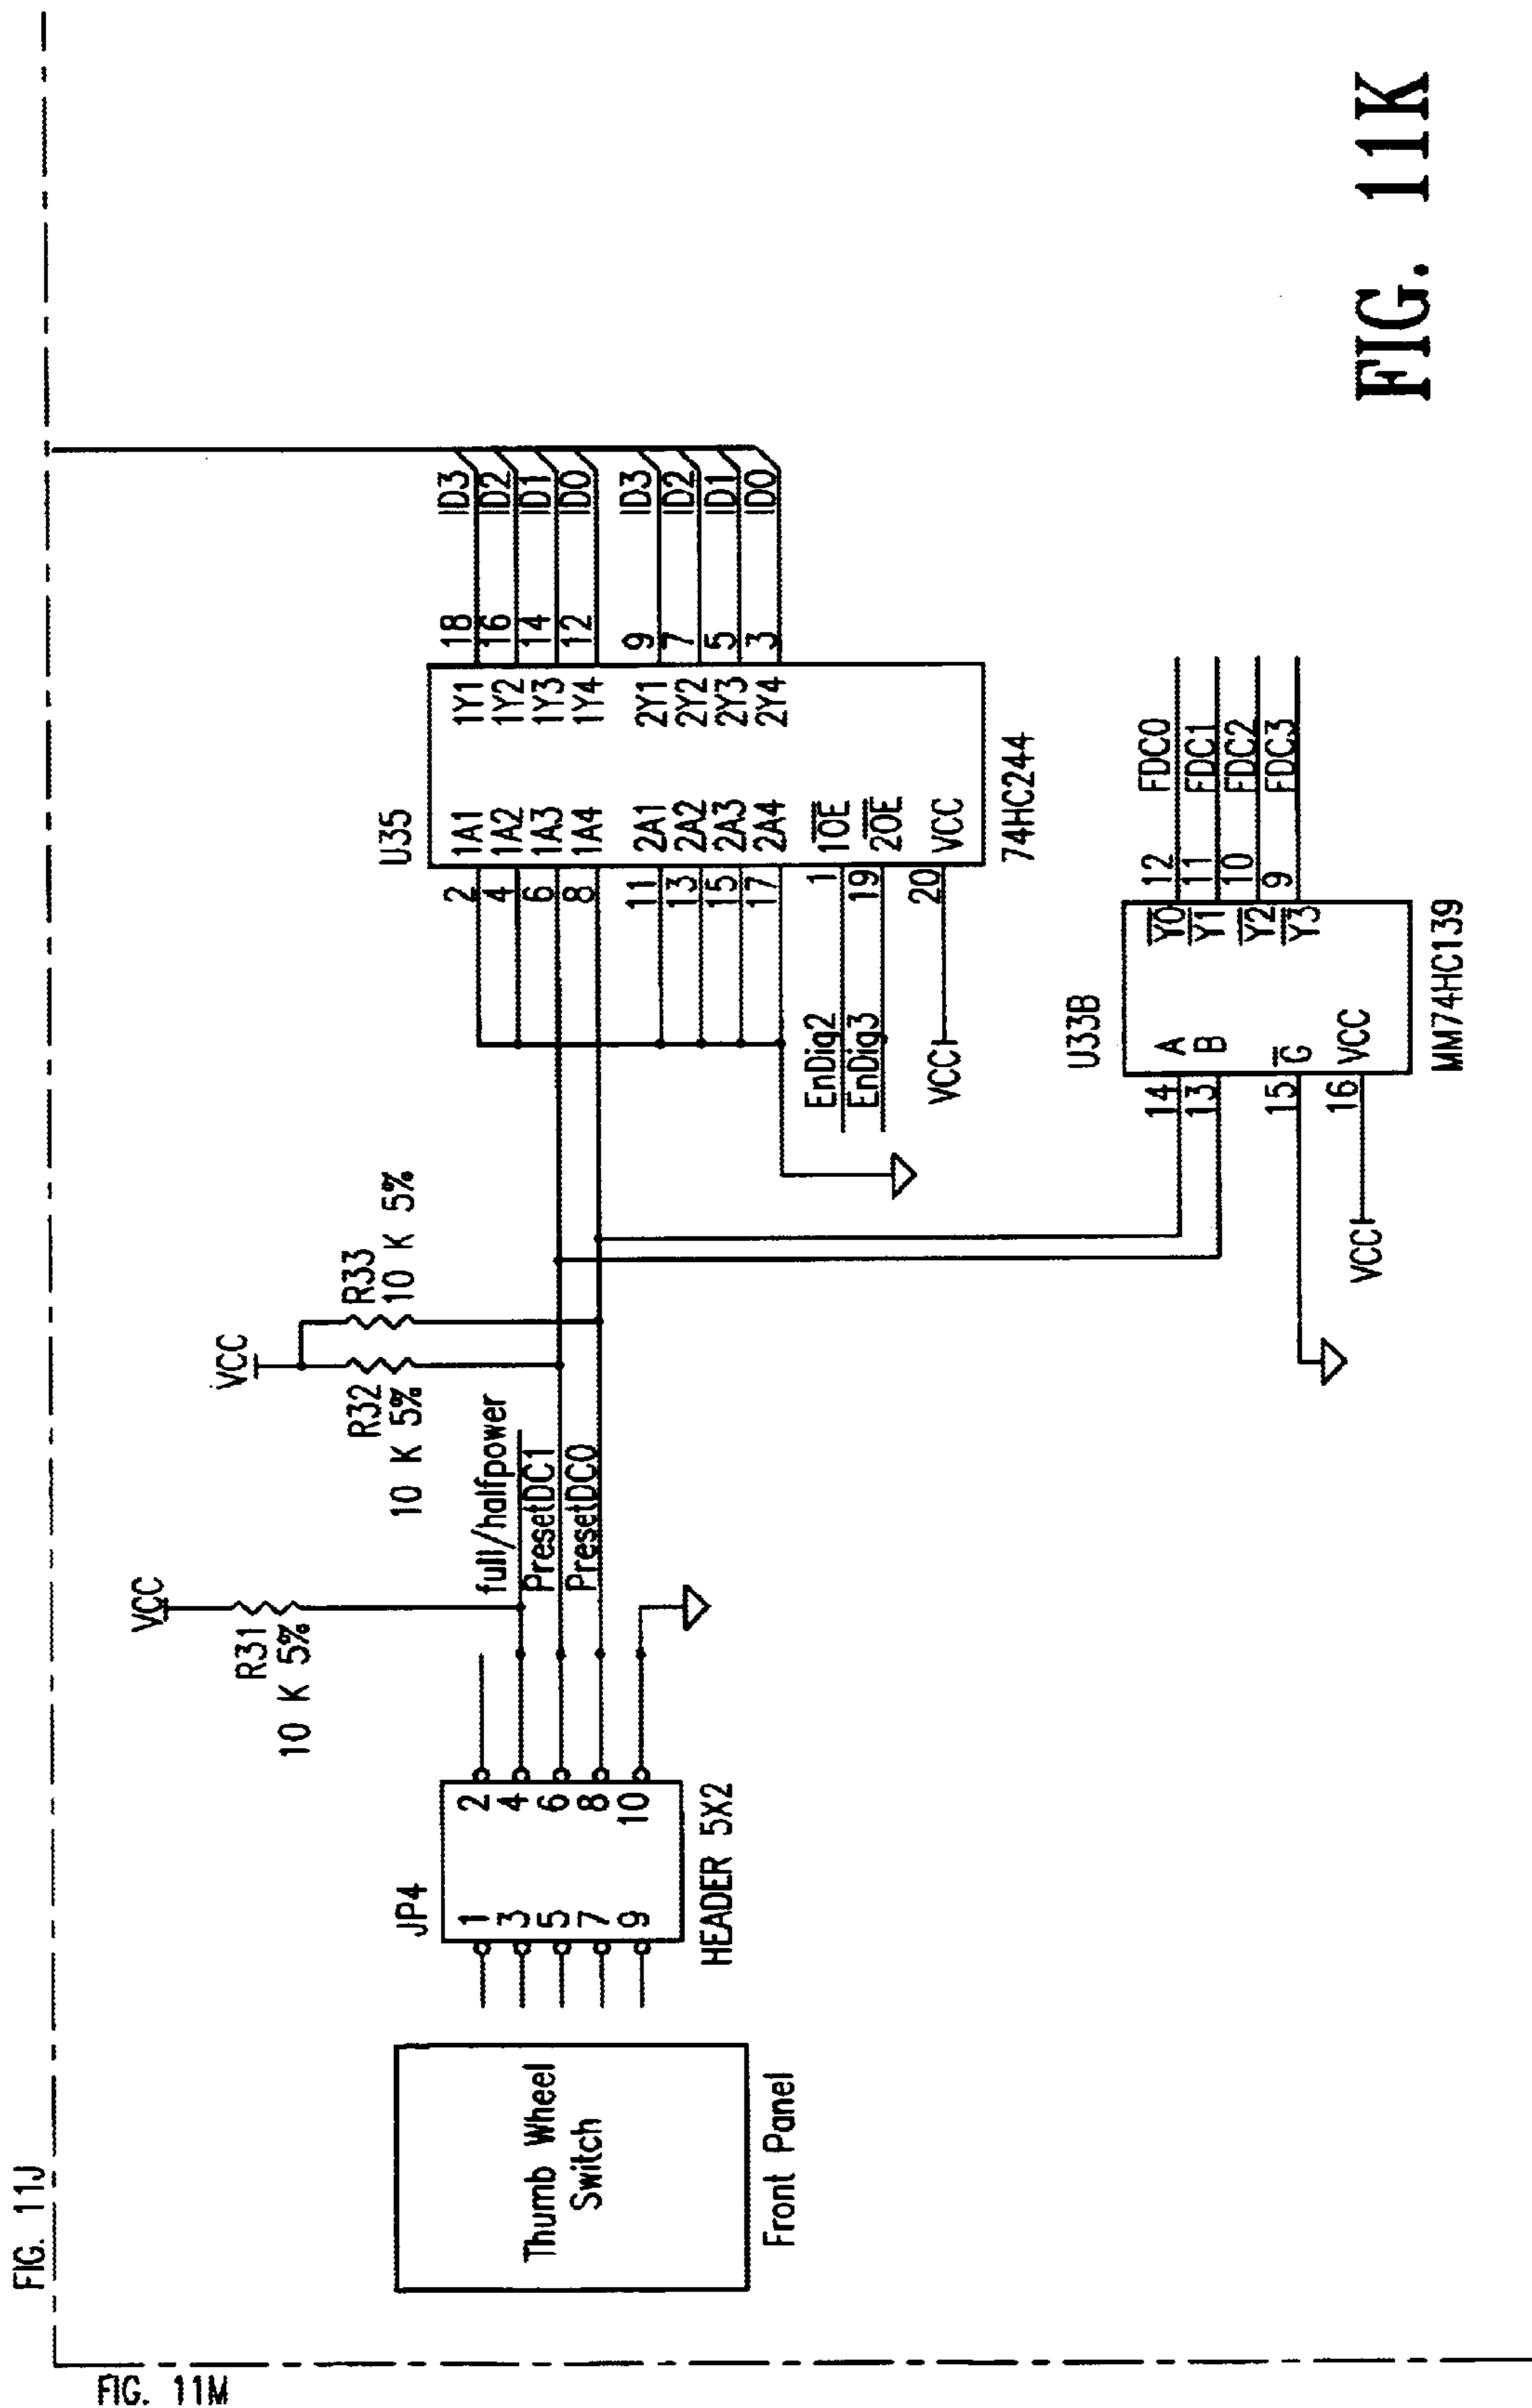 FIG. 11J
FIG. 11M
VCC
R31
10 K 5%
VCC
R32
10 K 5%
R33
10 K 5%
Thumb Wheel
Switch
Front Panel
JP4
1 2
3 4
5 6
7 8
9 10
HEADER 5X2
full/halfpower
PresetDC1
PresetDC0
U35
2 1A1 1Y1 18 ID3
4 1A2 1Y2 16 ID2
6 1A3 1Y3 14 ID1
8 1A4 1Y4 12 ID0
11 2A1 2Y1 9 ID3
13 2A2 2Y2 7 ID2
15 2A3 2Y3 5 ID1
17 2A4 2Y4 3 ID0
EnDig2 1 1OE
EnDig3 19 2OE
VCC 20 VCC
74HC244
U33B
14 A Y0 12 FDC0
13 B Y1 11 FDC1
Y2 10 FDC2
15 G Y3 9 FDC3
VCC 16 VCC
MM74HC139
FIG. 11K